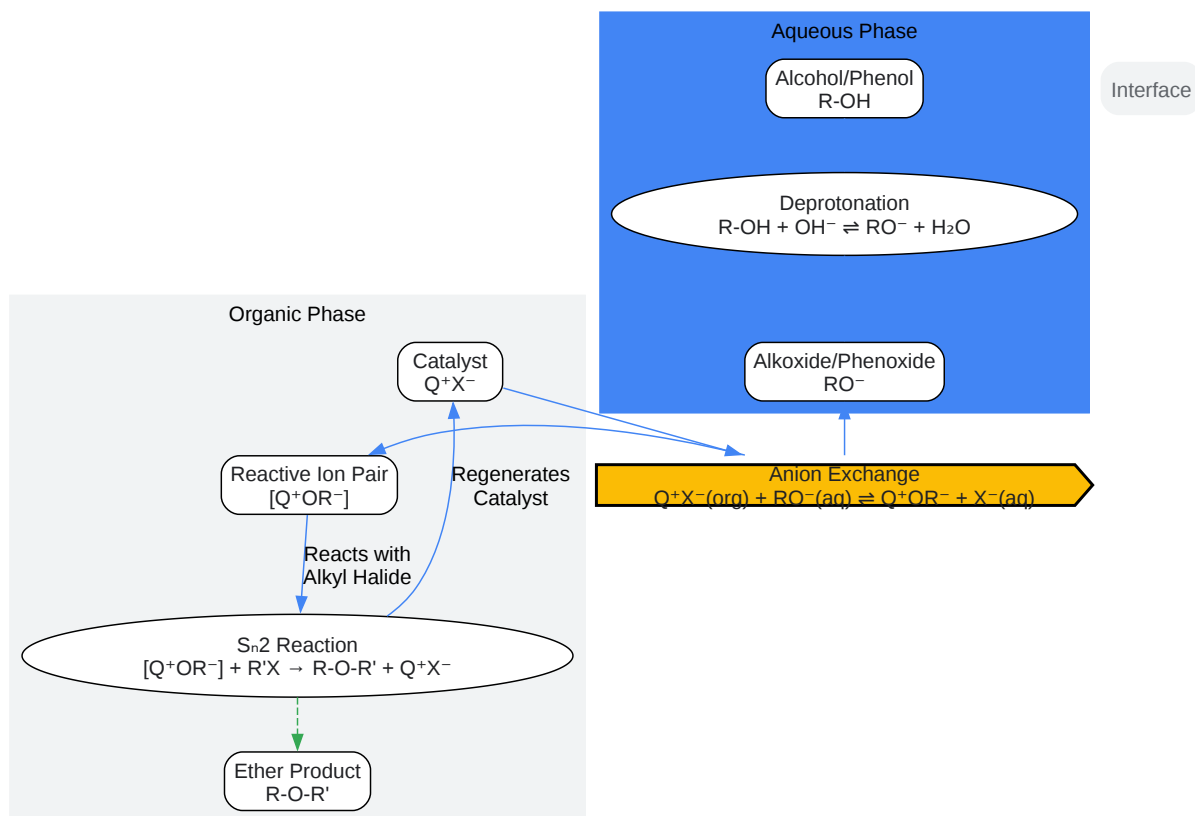 Aqueous Phase
Alcohol/Phenol
R-OH
Interface
Deprotonation
R-OH + OH⁻ ⇌ RO⁻ + H₂O
Organic Phase
Catalyst
Q⁺X⁻
Alkoxide/Phenoxide
RO⁻
Reactive Ion Pair
[Q⁺OR⁻]
Regenerates
Catalyst
Anion Exchange
Q⁺X⁻(org) + RO⁻(aq) ⇌ Q⁺OR⁻ + X⁻(aq)
Reacts with
Alkyl Halide
Sₙ2 Reaction
[Q⁺OR⁻] + R'X → R-O-R' + Q⁺X⁻
Ether Product
R-O-R'